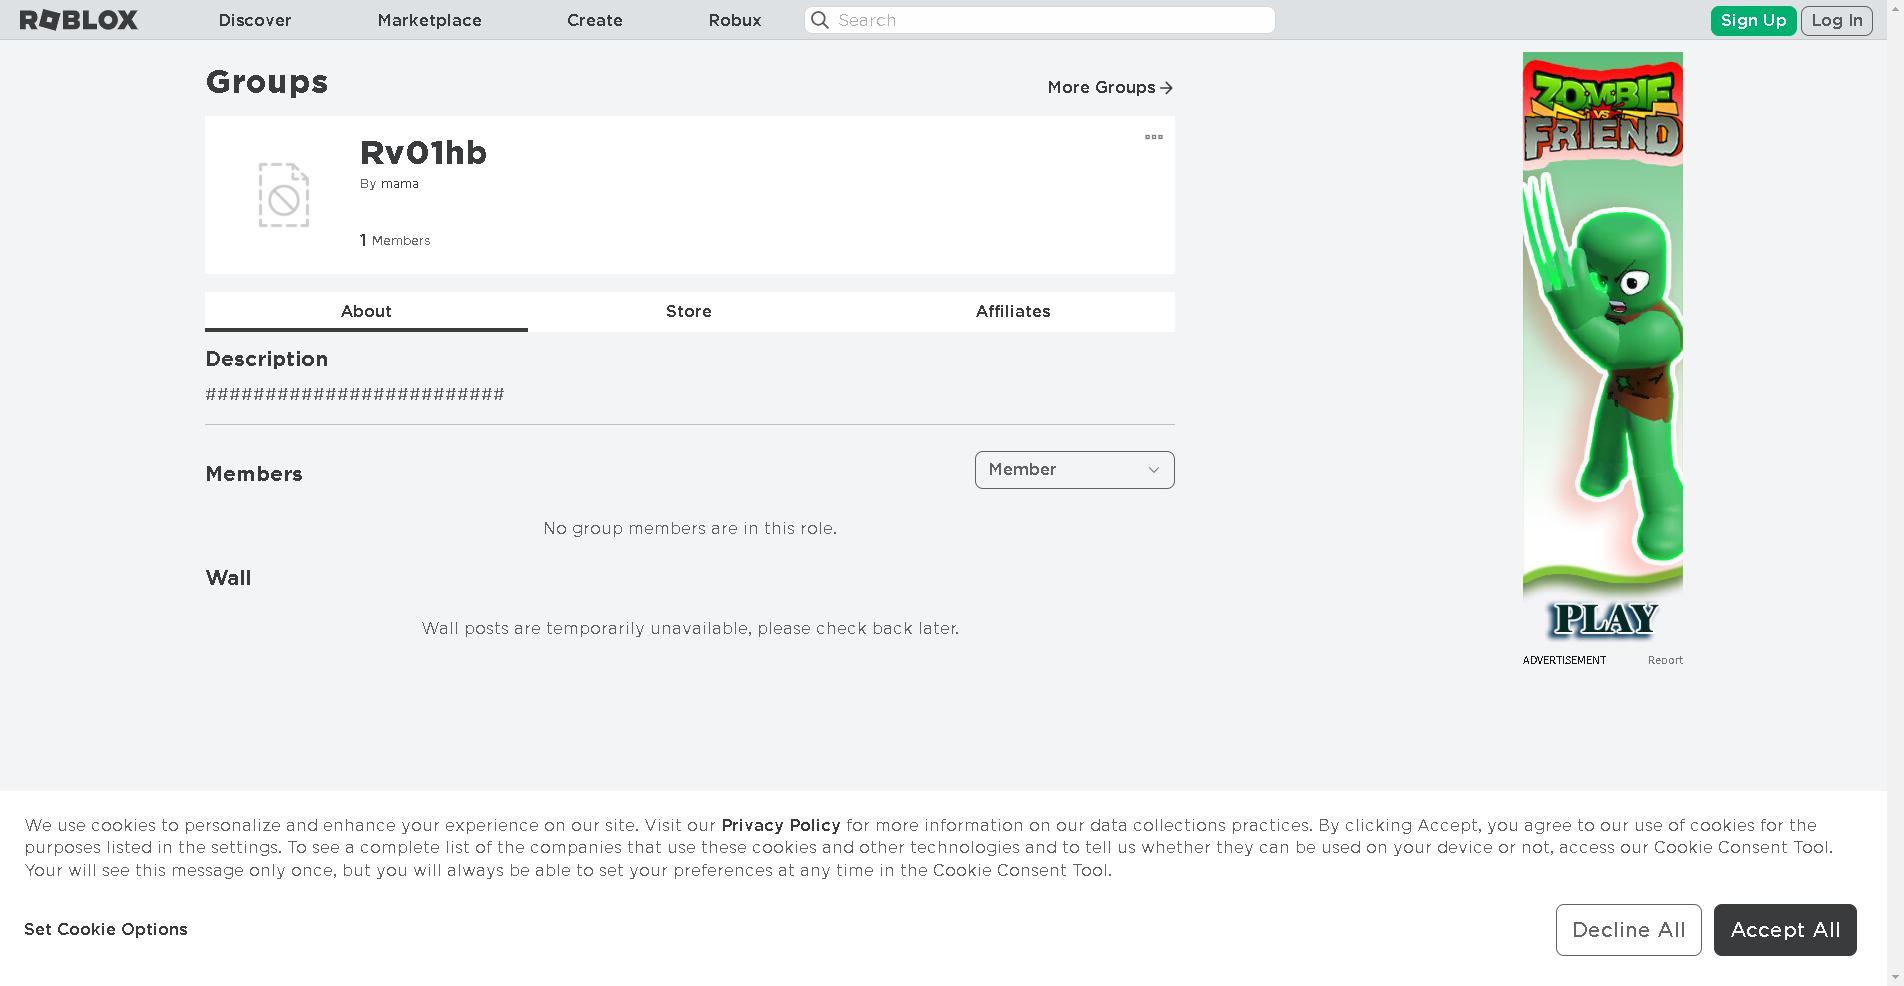 ROBLOX Discover Marketplace Create Robux Search Sign Up Log In
Groups
More Groups
Rv01hb
By mama
1 Members
About Store Affiliates
Description
#########################
Members
Member
No group members are in this role.
Wall
Wall posts are temporarily unavailable, please check back later.
ZOMBIE
VS
FRIEND
PLAY
ADVERTISEMENT Report
We use cookies to personalize and enhance your experience on our site. Visit our Privacy Policy for more information on our data collections practices. By clicking Accept, you agree to our use of cookies for the
purposes listed in the settings. To see a complete list of the companies that use these cookies and other technologies and to tell us whether they can be used on your device or not, access our Cookie Consent Tool.
Your will see this message only once, but you will always be able to set your preferences at any time in the Cookie Consent Tool.
Set Cookie Options
Decline All Accept All